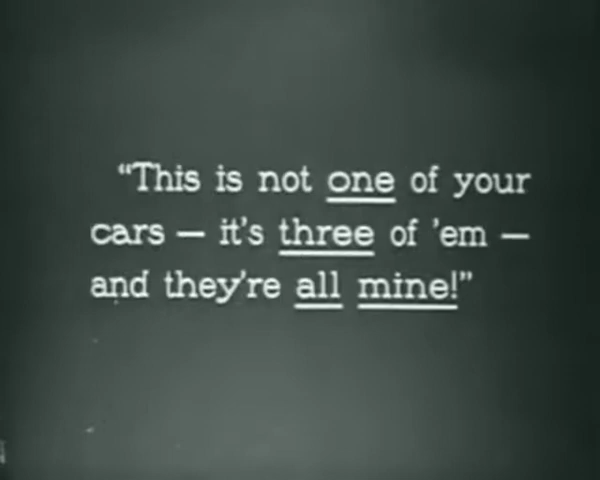 "This is not one of your
cars — it's three of 'em —
and they're all mine!"